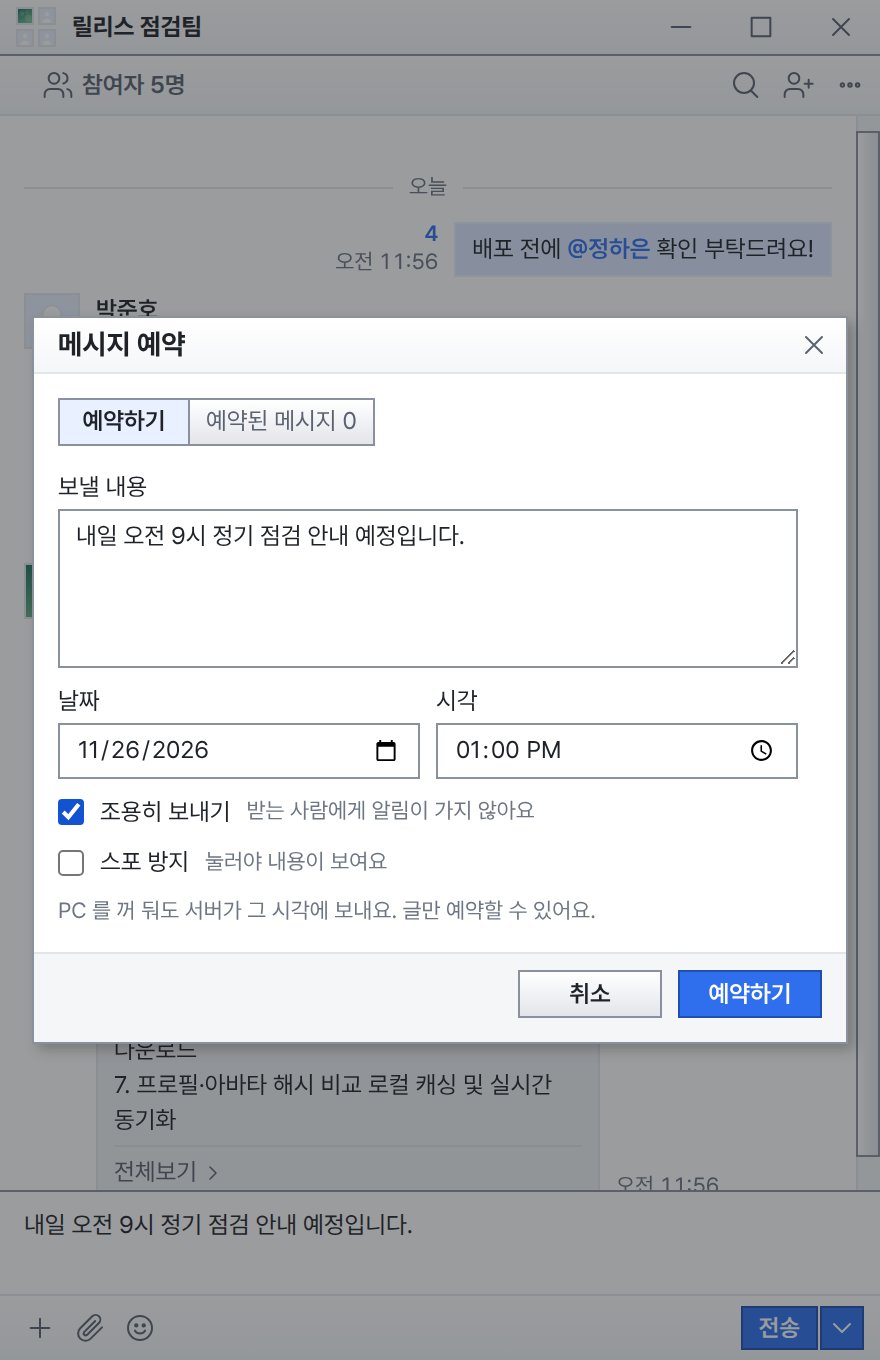 릴리스 점검팀
참여자 5명
오늘
4
오전 11:56
배포 전에 @정하은 확인 부탁드려요!
박준호
메시지 예약
예약하기
예약된 메시지 0
보낼 내용
내일 오전 9시 정기 점검 안내 예정입니다.
날짜
시각
11/26/2026
01:00 PM
조용히 보내기 받는 사람에게 알림이 가지 않아요
스포 방지 눌러야 내용이 보여요
PC 를 꺼 둬도 서버가 그 시각에 보내요. 글만 예약할 수 있어요.
취소
예약하기
다운로드
7. 프로필·아바타 해시 비교 로컬 캐싱 및 실시간
동기화
전체보기
오전 11:56
내일 오전 9시 정기 점검 안내 예정입니다.
전송